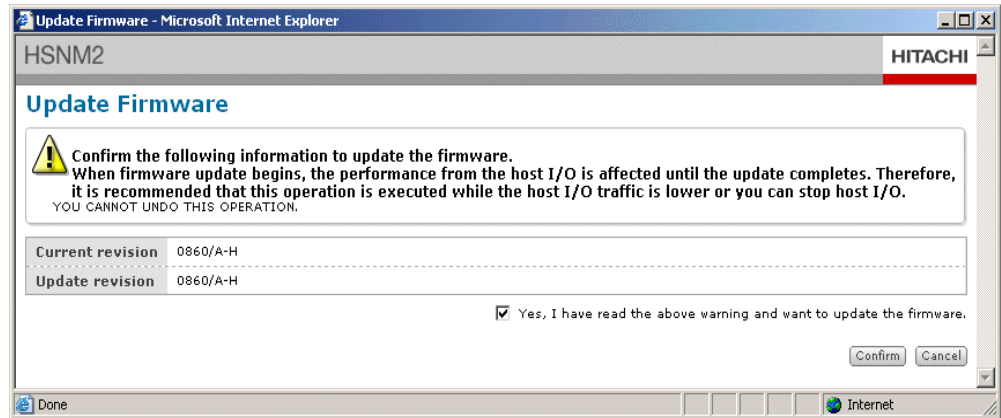 Update Firmware - Microsoft Internet Explorer
HSNM2
HITACHI
Update Firmware
Confirm the following information to update the firmware.
When firmware update begins, the performance from the host I/O is affected until the update completes. Therefore,
it is recommended that this operation is executed while the host I/O traffic is lower or you can stop host I/O.
YOU CANNOT UNDO THIS OPERATION.
Current revision 0860/A-H
Update revision 0860/A-H
Yes, I have read the above warning and want to update the firmware.
Confirm Cancel
Done Internet